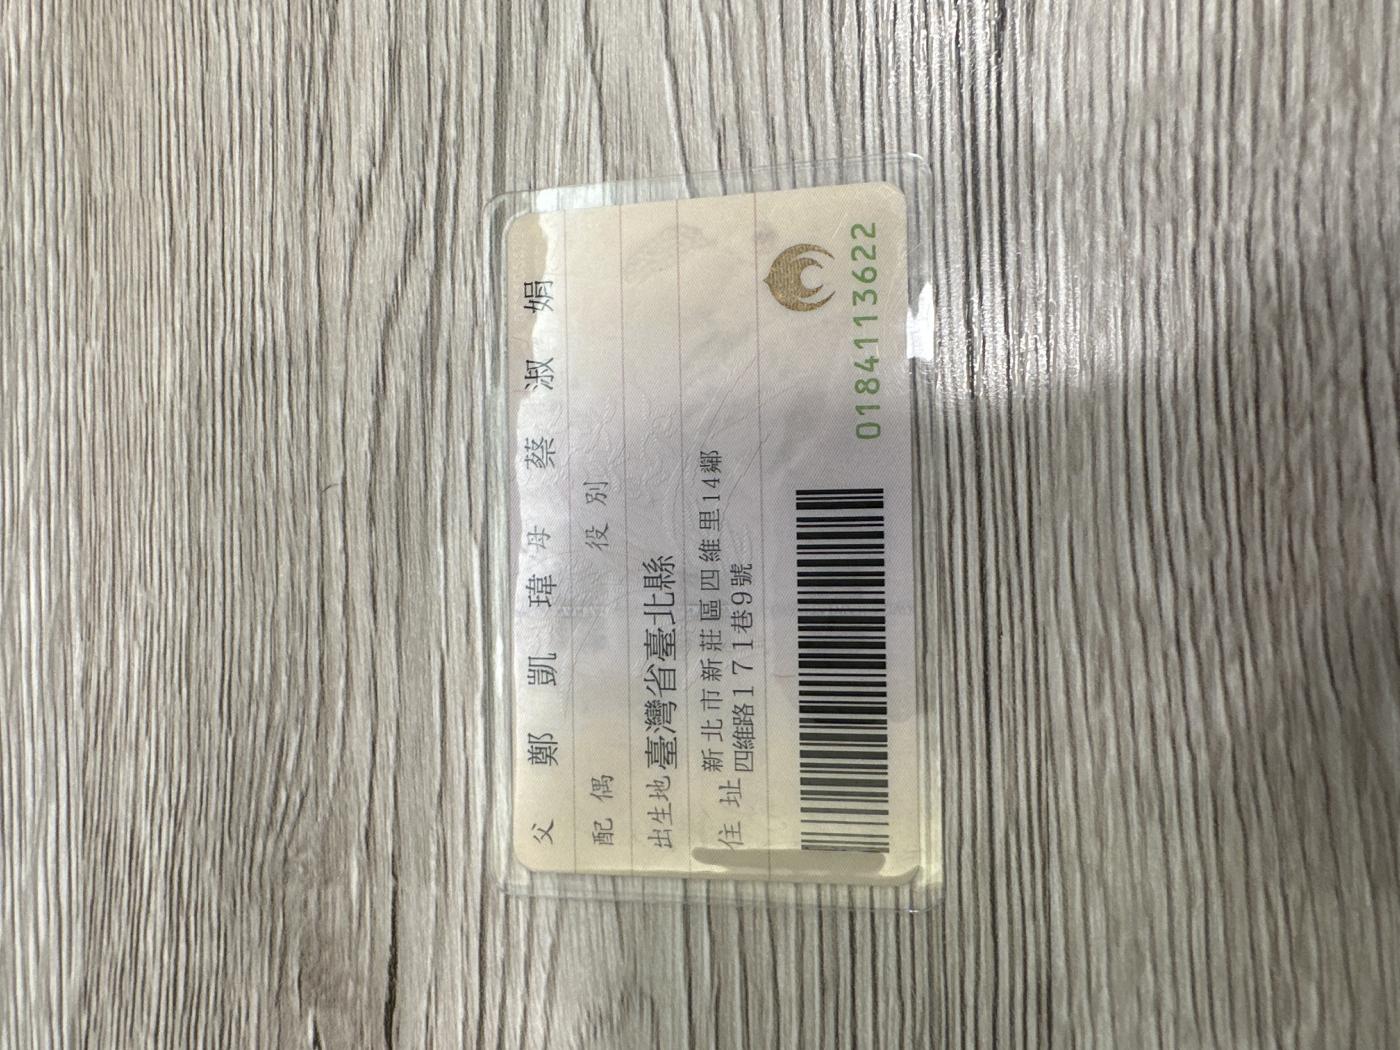 父 鄭凱瑋 母 蔡淑娟
配偶 役別
出生地 臺灣省臺北縣
住址 新北市新莊區四維里14鄰
四維路171巷9號
0184113622